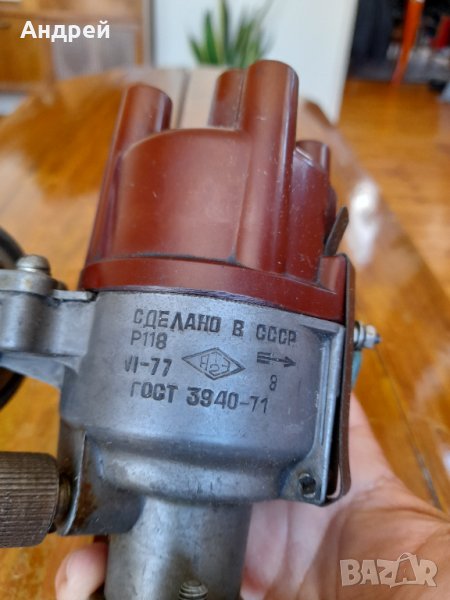 Андрей
СДЕЛАНО В СССР
Р118
VI-77
8
ГОСТ 3940-71
BAZAR